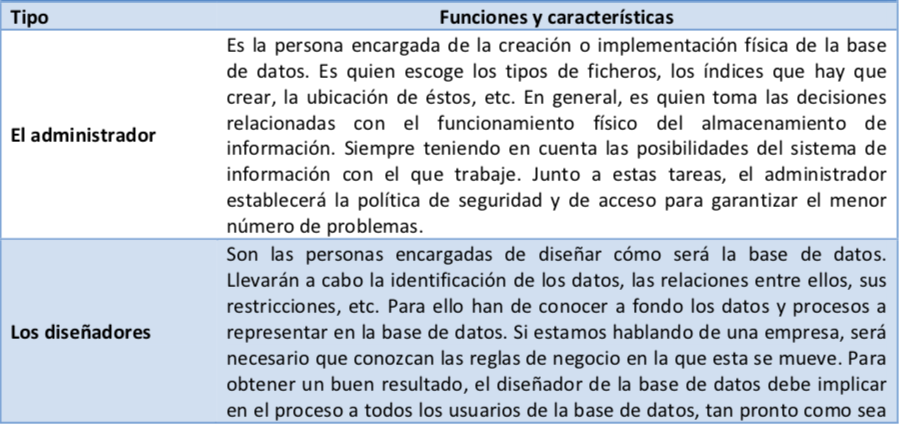 Tipo Funciones y características
Es la persona encargada de la creación o implementación física de la base
de datos. Es quien escoge los tipos de ficheros, los índices que hay que
crear, la ubicación de éstos, etc. En general, es quien toma las decisiones
relacionadas con el funcionamiento físico del almacenamiento de
El administrador
información. Siempre teniendo en cuenta las posibilidades del sistema de
información con el que trabaje. Junto a estas tareas, el administrador
establecerá la política de seguridad y de acceso para garantizar el menor
número de problemas.
Son las personas encargadas de diseñar cómo será la base de datos.
Llevarán a cabo la identificación de los datos, las relaciones entre ellos, sus
restricciones, etc. Para ello han de conocer a fondo los datos y procesos a
Los diseñadores
representar en la base de datos. Si estamos hablando de una empresa, será
necesario que conozcan las reglas de negocio en la que esta se mueve. Para
obtener un buen resultado, el diseñador de la base de datos debe implicar
en el proceso a todos los usuarios de la base de datos, tan pronto como sea